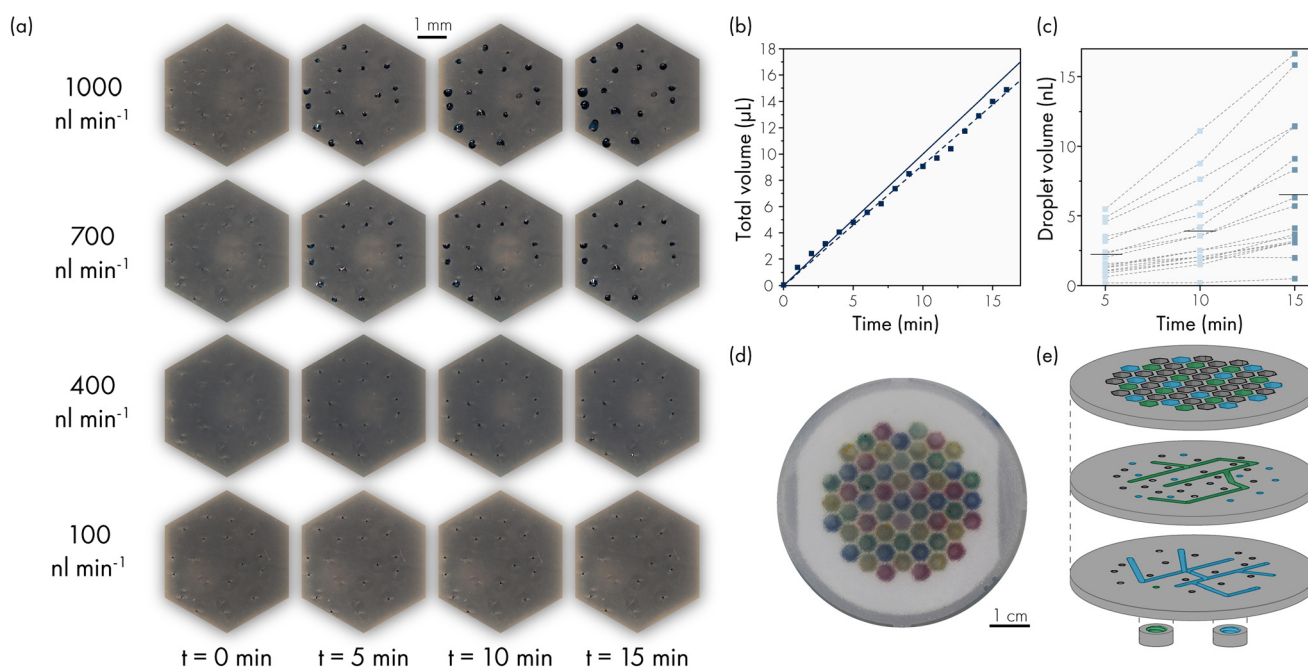 (a)
1 mm
1000
nl min⁻¹
700
nl min⁻¹
400
nl min⁻¹
100
nl min⁻¹
t = 0 min
t = 5 min
t = 10 min
t = 15 min
(b)
18
16
14
12
10
8
6
4
2
0
Total volume (µL)
0
5
10
15
Time (min)
(c)
15
10
5
0
Droplet volume (nL)
5
10
15
Time (min)
(d)
1 cm
(e)